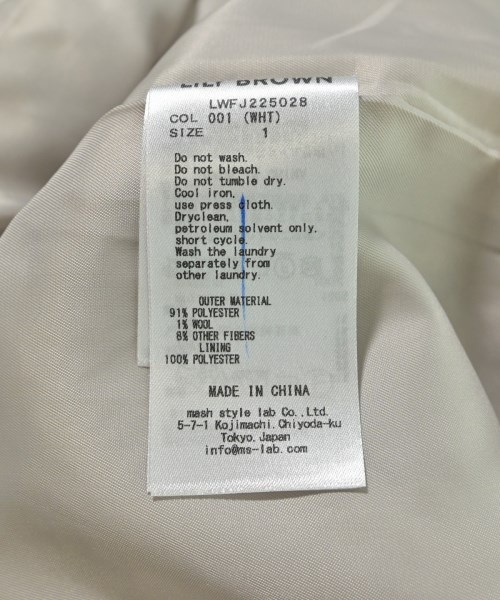 LILY BROWN
LWFJ225028
COL 001 (WHT)
SIZE 1
Do not wash.
Do not bleach.
Do not tumble dry.
Cool iron,
use press cloth.
Dryclean,
petroleum solvent only,
short cycle.
Wash the laundry
separately from
other laundry.
OUTER MATERIAL
91% POLYESTER
1% WOOL
8% OTHER FIBERS
LINING
100% POLYESTER
MADE IN CHINA
mash style lab Co.,Ltd.
5-7-1 Kojimachi,Chiyoda-ku
Tokyo,Japan
info@ms-lab.com